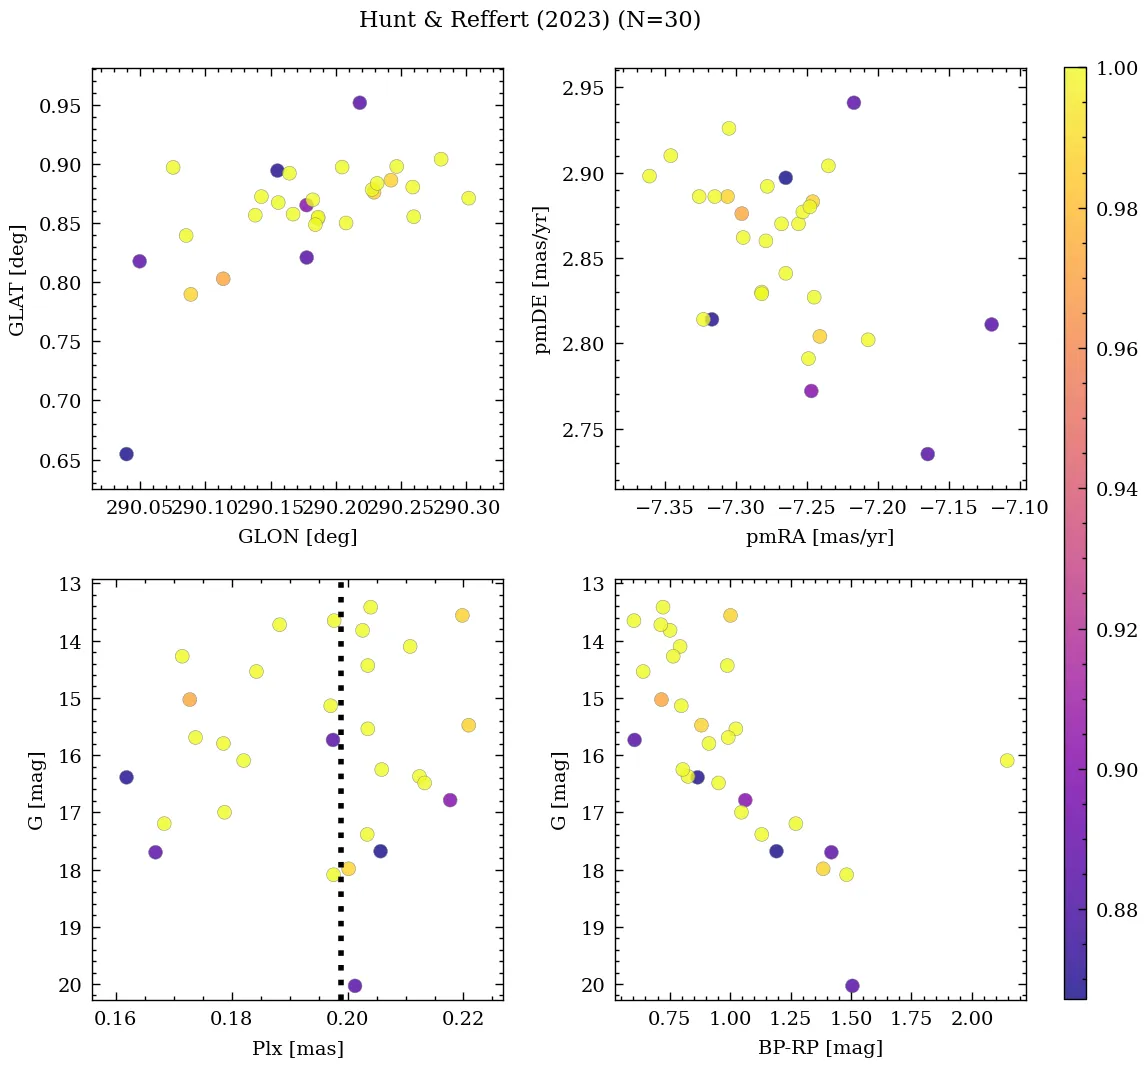 Hunt & Reffert (2023) (N=30)
0.95
0.90
0.85
0.80
0.75
0.70
0.65
GLAT [deg]
290.05 290.10 290.15 290.20 290.25 290.30
GLON [deg]
2.95
2.90
2.85
2.80
2.75
pmDE [mas/yr]
−7.35 −7.30 −7.25 −7.20 −7.15 −7.10
pmRA [mas/yr]
13
14
15
16
17
18
19
20
G [mag]
0.16 0.18 0.20 0.22
Plx [mas]
13
14
15
16
17
18
19
20
G [mag]
0.75 1.00 1.25 1.50 1.75 2.00
BP-RP [mag]
1.00
0.98
0.96
0.94
0.92
0.90
0.88